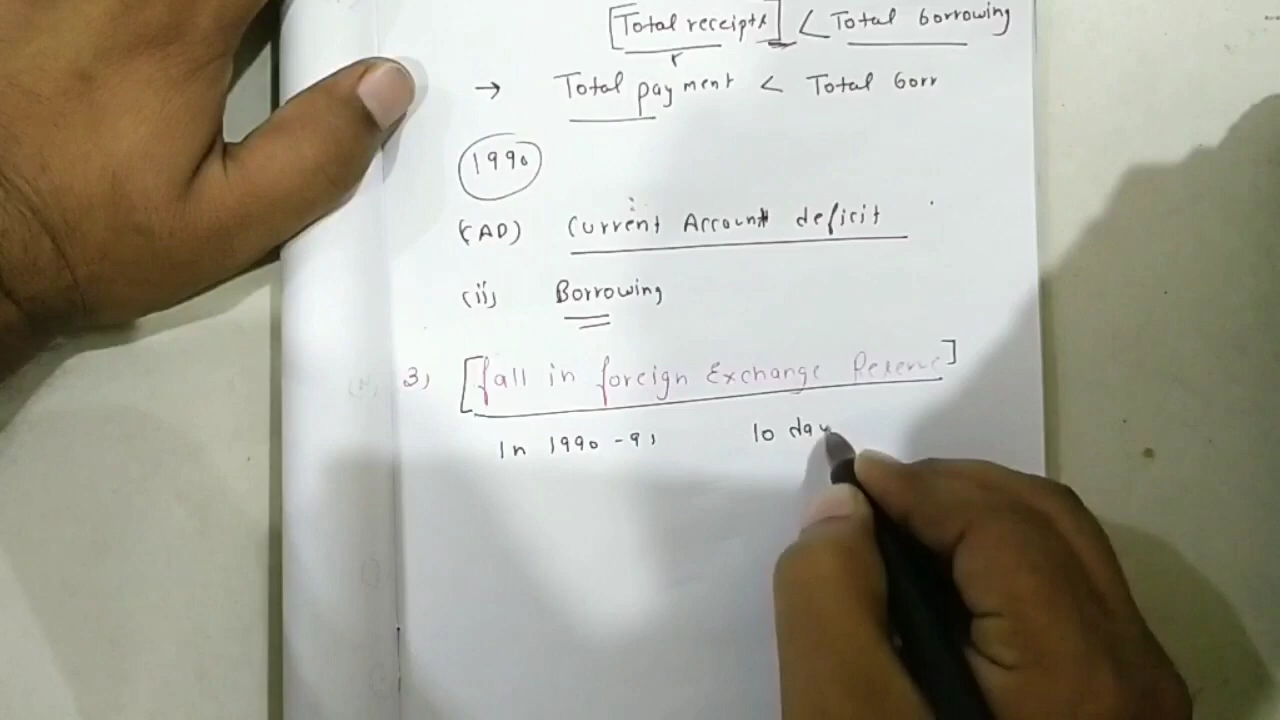 [Total receipts] < Total borrowing
→ Total payment < Total borr
1990
(AD) Current Account deficit
(ii) Borrowing
3) [fall in foreign Exchange Reserve]
In 1990-91 10 day